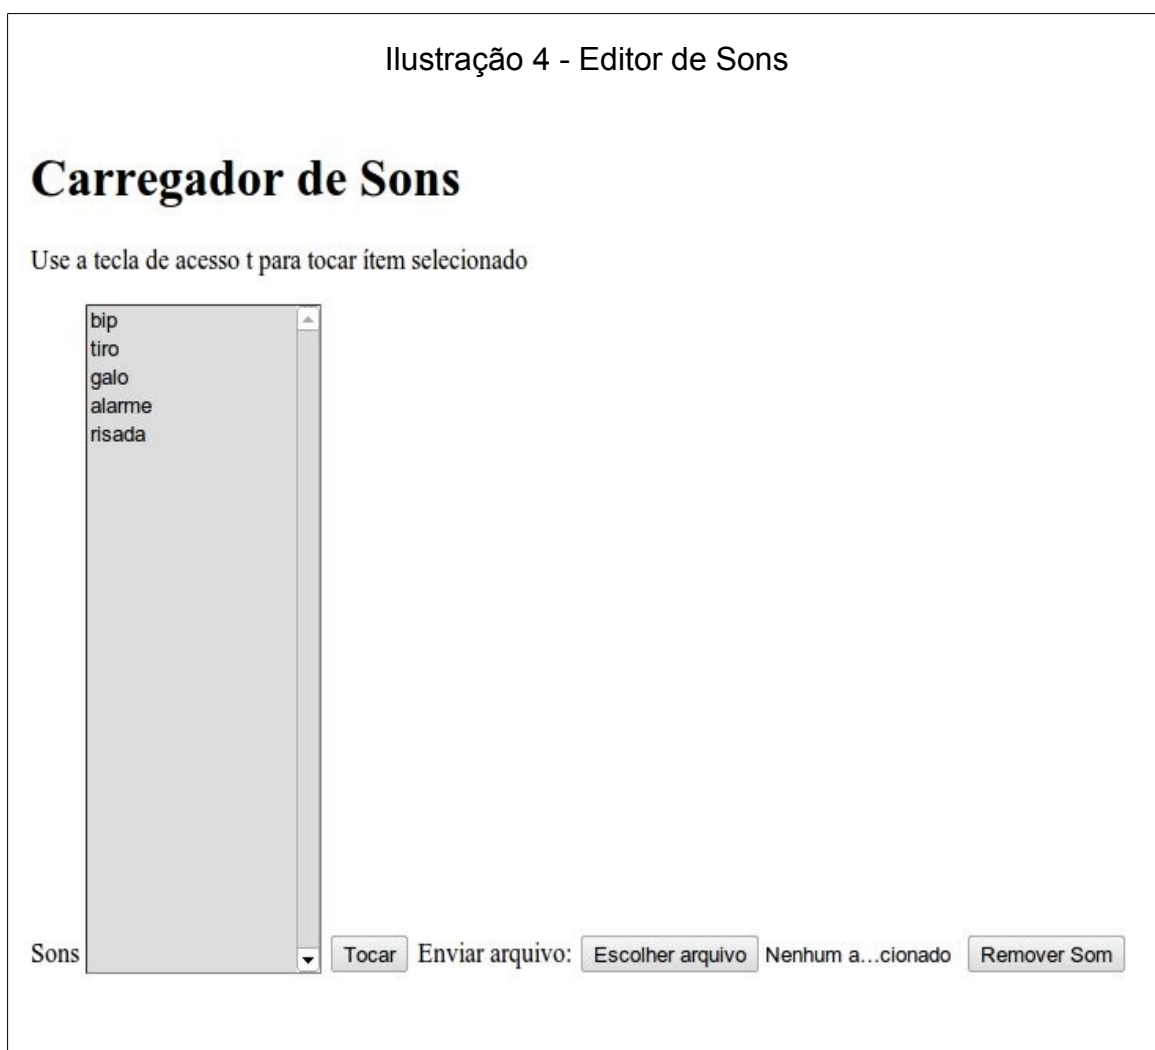 Ilustração 4 - Editor de Sons
Carregador de Sons
Use a tecla de acesso t para tocar ítem selecionado
bip
tiro
galo
alarme
risada
Sons Tocar Enviar arquivo: Escolher arquivo Nenhum a...cionado Remover Som